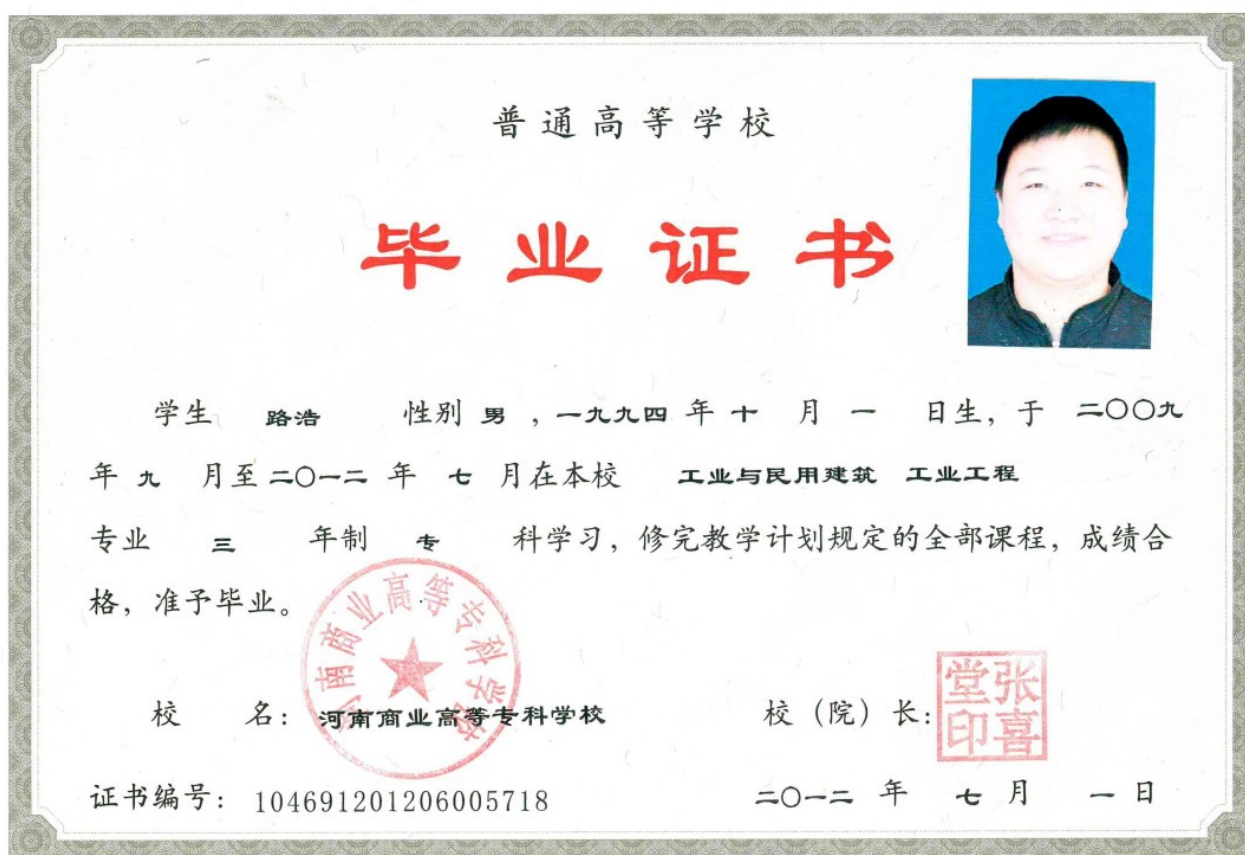 普通高等学校
毕业证书
学生 路浩 性别 男 ,一九九四 年 十 月 一 日生, 于 二〇〇九
年 九 月至 二〇一二 年 七 月在本校 工业与民用建筑 工业工程
专业 三 年制 专 科学习, 修完教学计划规定的全部课程, 成绩合
格, 准予毕业。
河南商业高等专科学校
校 名: 河南商业高等专科学校 校 (院) 长: 张喜堂印
证书编号: 104691201206005718 二〇一二 年 七 月 一 日